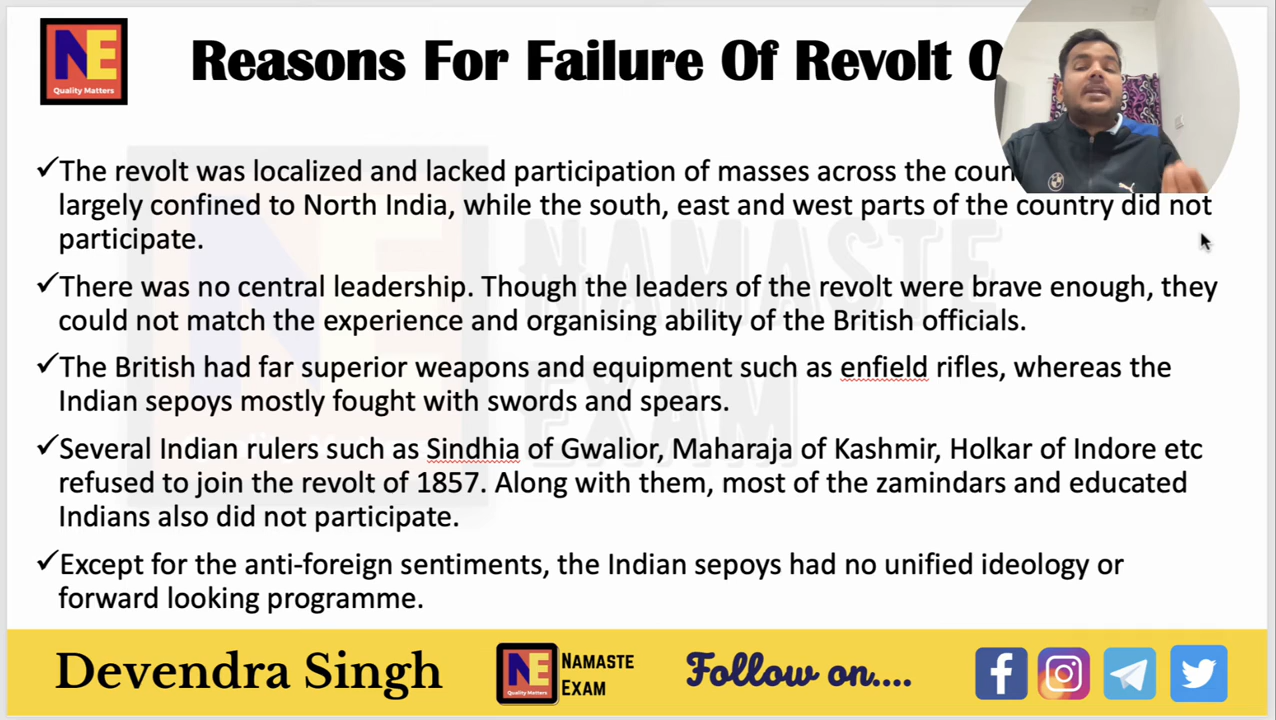 NE
Quality Matters
Reasons For Failure Of Revolt
✓The revolt was localized and lacked participation of masses across the
largely confined to North India, while the south, east and west parts of the country did not
participate.
✓There was no central leadership. Though the leaders of the revolt were brave enough, they
could not match the experience and organising ability of the British officials.
✓The British had far superior weapons and equipment such as enfield rifles, whereas the
Indian sepoys mostly fought with swords and spears.
✓Several Indian rulers such as Sindhia of Gwalior, Maharaja of Kashmir, Holkar of Indore etc
refused to join the revolt of 1857. Along with them, most of the zamindars and educated
Indians also did not participate.
✓Except for the anti-foreign sentiments, the Indian sepoys had no unified ideology or
forward looking programme.
NAMASTE
EXAM
Devendra Singh
NE
Quality Matters
NAMASTE
EXAM
Follow on....